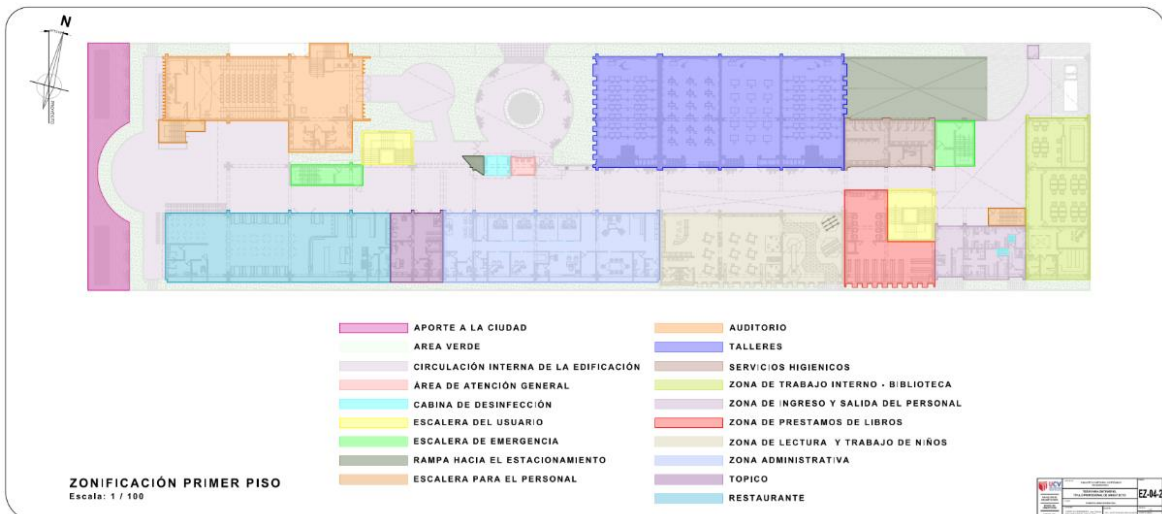 N
APORTE A LA CIUDAD
AREA VERDE
CIRCULACIÓN INTERNA DE LA EDIFICACIÓN
ÁREA DE ATENCIÓN GENERAL
CABINA DE DESINFECCIÓN
ESCALERA DEL USUARIO
ESCALERA DE EMERGENCIA
RAMPA HACIA EL ESTACIONAMIENTO
ESCALERA PARA EL PERSONAL
AUDITORIO
TALLERES
SERVICIOS HIGIENICOS
ZONA DE TRABAJO INTERNO - BIBLIOTECA
ZONA DE INGRESO Y SALIDA DEL PERSONAL
ZONA DE PRESTAMOS DE LIBROS
ZONA DE LECTURA Y TRABAJO DE NIÑOS
ZONA ADMINISTRATIVA
TOPICO
RESTAURANTE
ZONIFICACIÓN PRIMER PISO
Escala: 1 / 100
UCV
EZ-04-2